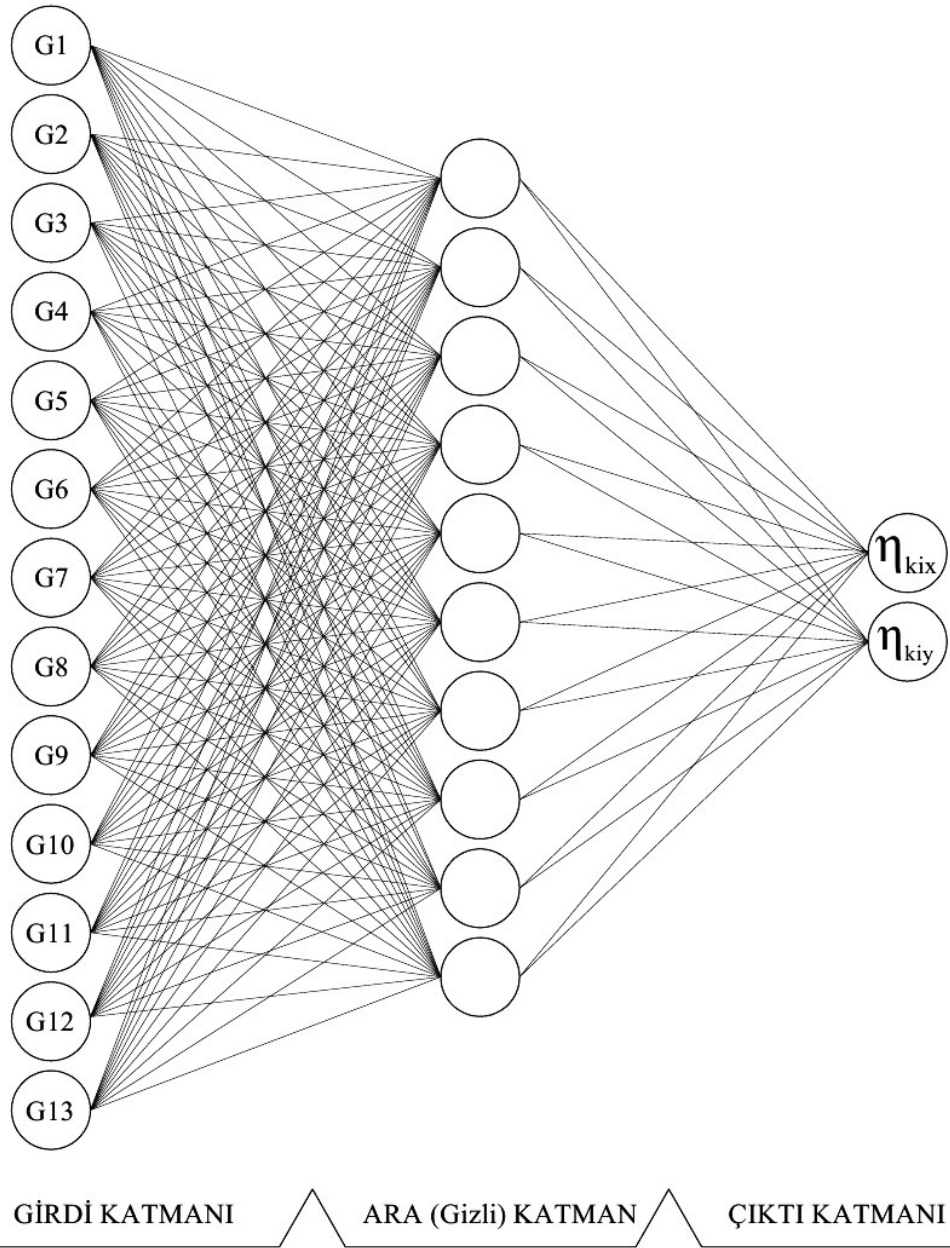 G1
G2
G3
G4
G5
G6
G7
G8
G9
G10
G11
G12
G13
ηkix
ηkiy
GİRDİ KATMANI ARA (Gizli) KATMAN ÇIKTI KATMANI